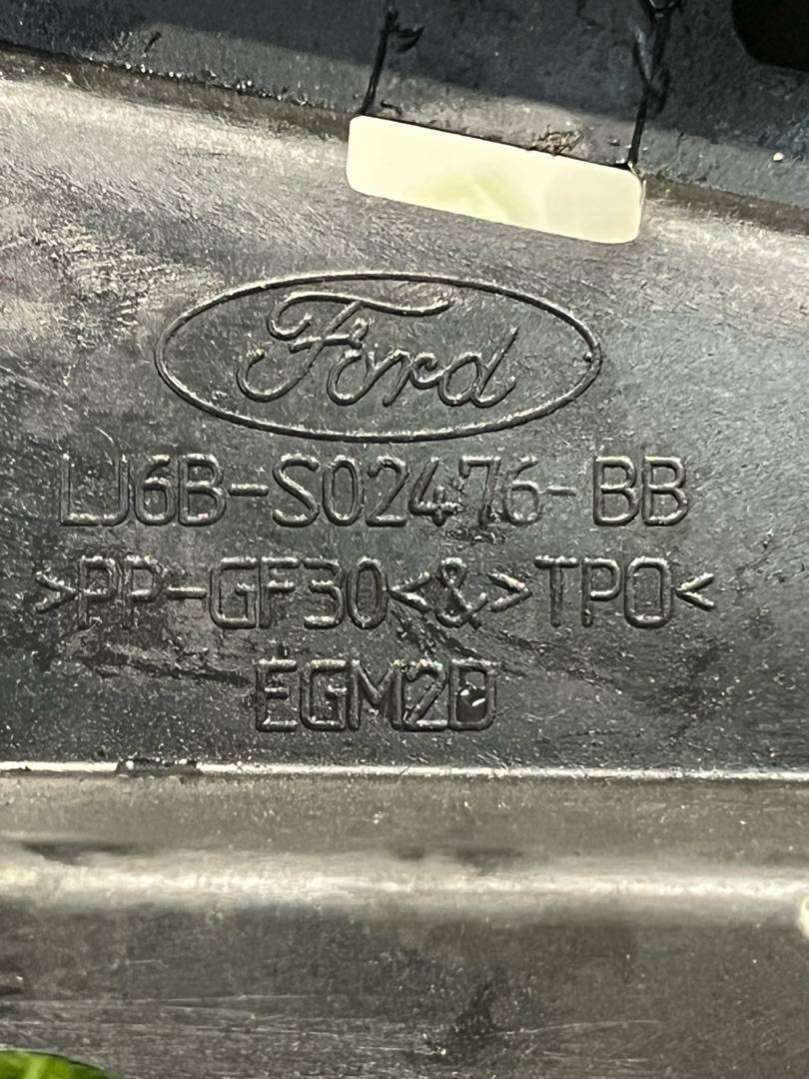 Ford
LJ6B-S02476-BB
>PP-GF30<&>TPO<
EGM2D